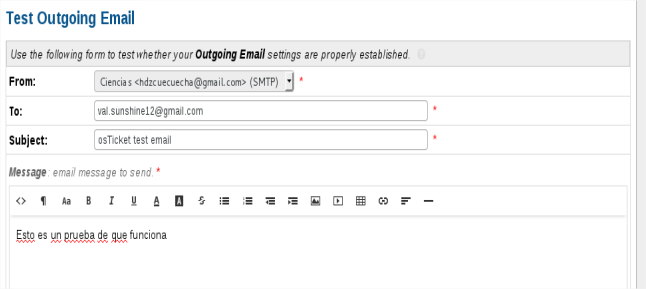 Test Outgoing Email
Use the following form to test whether your Outgoing Email settings are properly established.
From: Ciencias <hdzcuecuecha@gmail.com> (SMTP) *
To: val.sunshine12@gmail.com *
Subject: osTicket test email *
Message: email message to send. *
<> ¶ Aa B I U A A S
Esto es un prueba de que funciona